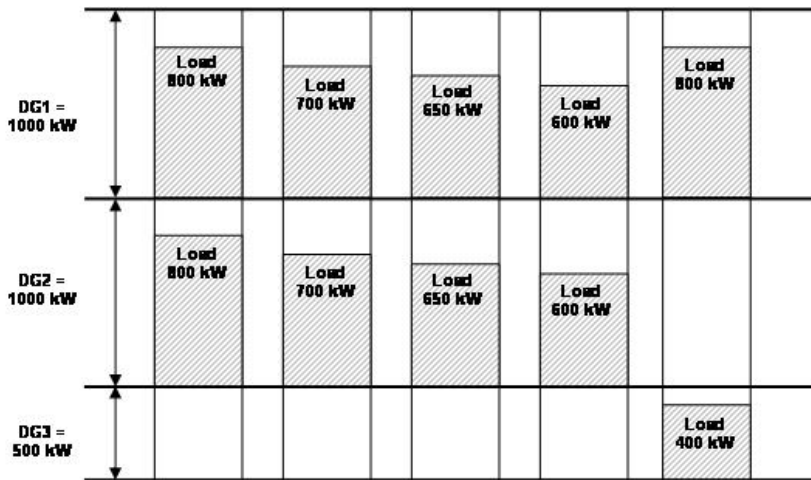 DG1 =
1000 kW
Load
800 kW
Load
700 kW
Load
650 kW
Load
600 kW
Load
800 kW
DG2 =
1000 kW
Load
800 kW
Load
700 kW
Load
650 kW
Load
600 kW
DG3 =
500 kW
Load
400 kW